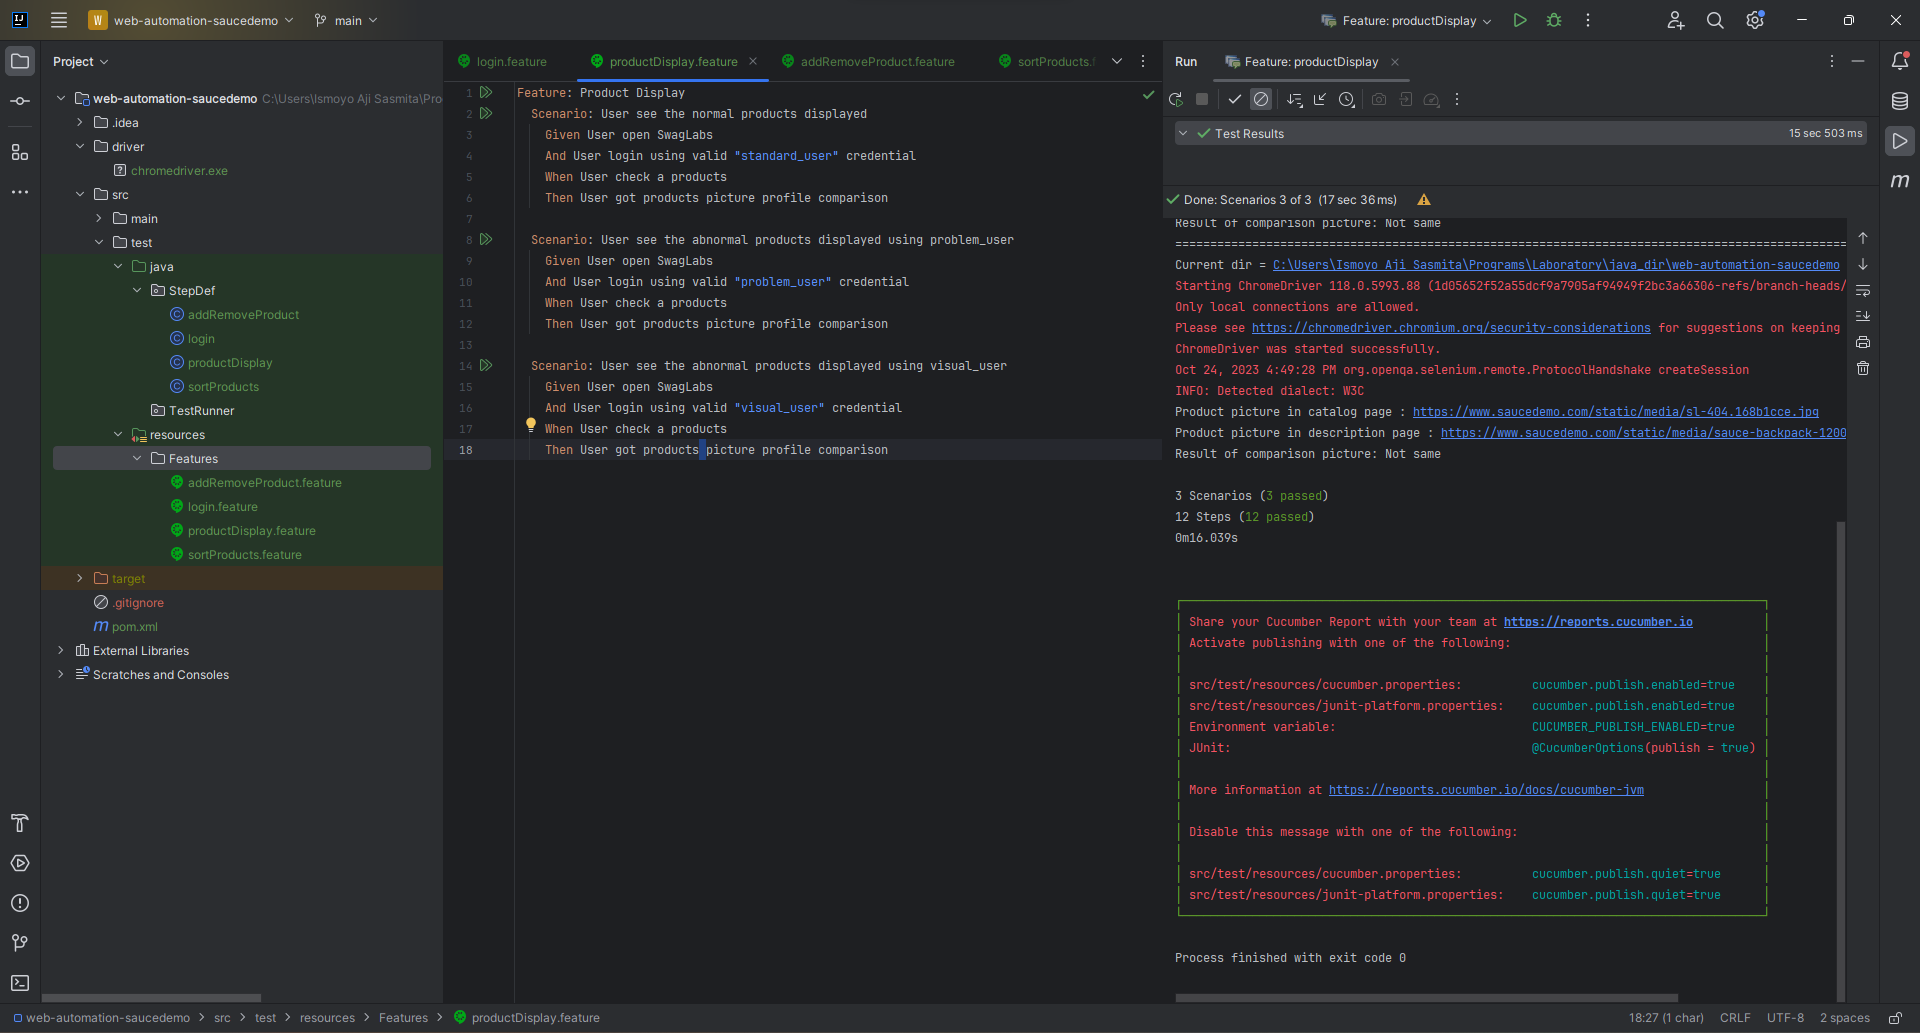 W web-automation-saucedemo main Feature: productDisplay
Project
web-automation-saucedemo C:\Users\Ismoyo Aji Sasmita\Pro
.idea
driver
chromedriver.exe
src
main
test
java
StepDef
addRemoveProduct
login
productDisplay
sortProducts
TestRunner
resources
Features
addRemoveProduct.feature
login.feature
productDisplay.feature
sortProducts.feature
target
.gitignore
pom.xml
External Libraries
Scratches and Consoles
login.feature productDisplay.feature addRemoveProduct.feature sortProducts.f
1 Feature: Product Display
2 Scenario: User see the normal products displayed
3 Given User open SwagLabs
4 And User login using valid "standard_user" credential
5 When User check a products
6 Then User got products picture profile comparison
7
8 Scenario: User see the abnormal products displayed using problem_user
9 Given User open SwagLabs
10 And User login using valid "problem_user" credential
11 When User check a products
12 Then User got products picture profile comparison
13
14 Scenario: User see the abnormal products displayed using visual_user
15 Given User open SwagLabs
16 And User login using valid "visual_user" credential
17 When User check a products
18 Then User got products picture profile comparison
Run Feature: productDisplay
Test Results 15 sec 503 ms
Done: Scenarios 3 of 3 (17 sec 36 ms)
Result of comparison picture: Not same
================================================================================================
Current dir = C:\Users\Ismoyo Aji Sasmita\Programs\Laboratory\java_dir\web-automation-saucedemo
Starting ChromeDriver 118.0.5993.88 (1d05652f52a55dcf9a7905af94949f2bc3a66306-refs/branch-heads/
Only local connections are allowed.
Please see https://chromedriver.chromium.org/security-considerations for suggestions on keeping
ChromeDriver was started successfully.
Oct 24, 2023 4:49:28 PM org.openqa.selenium.remote.ProtocolHandshake createSession
INFO: Detected dialect: W3C
Product picture in catalog page : https://www.saucedemo.com/static/media/sl-404.168b1cce.jpg
Product picture in description page : https://www.saucedemo.com/static/media/sauce-backpack-1200
Result of comparison picture: Not same
3 Scenarios (3 passed)
12 Steps (12 passed)
0m16.039s
Share your Cucumber Report with your team at https://reports.cucumber.io
Activate publishing with one of the following:
src/test/resources/cucumber.properties: cucumber.publish.enabled=true
src/test/resources/junit-platform.properties: cucumber.publish.enabled=true
Environment variable: CUCUMBER_PUBLISH_ENABLED=true
JUnit: @CucumberOptions(publish = true)
More information at https://reports.cucumber.io/docs/cucumber-jvm
Disable this message with one of the following:
src/test/resources/cucumber.properties: cucumber.publish.quiet=true
src/test/resources/junit-platform.properties: cucumber.publish.quiet=true
Process finished with exit code 0
web-automation-saucedemo > src > test > resources > Features > productDisplay.feature 18:27 (1 char) CRLF UTF-8 2 spaces